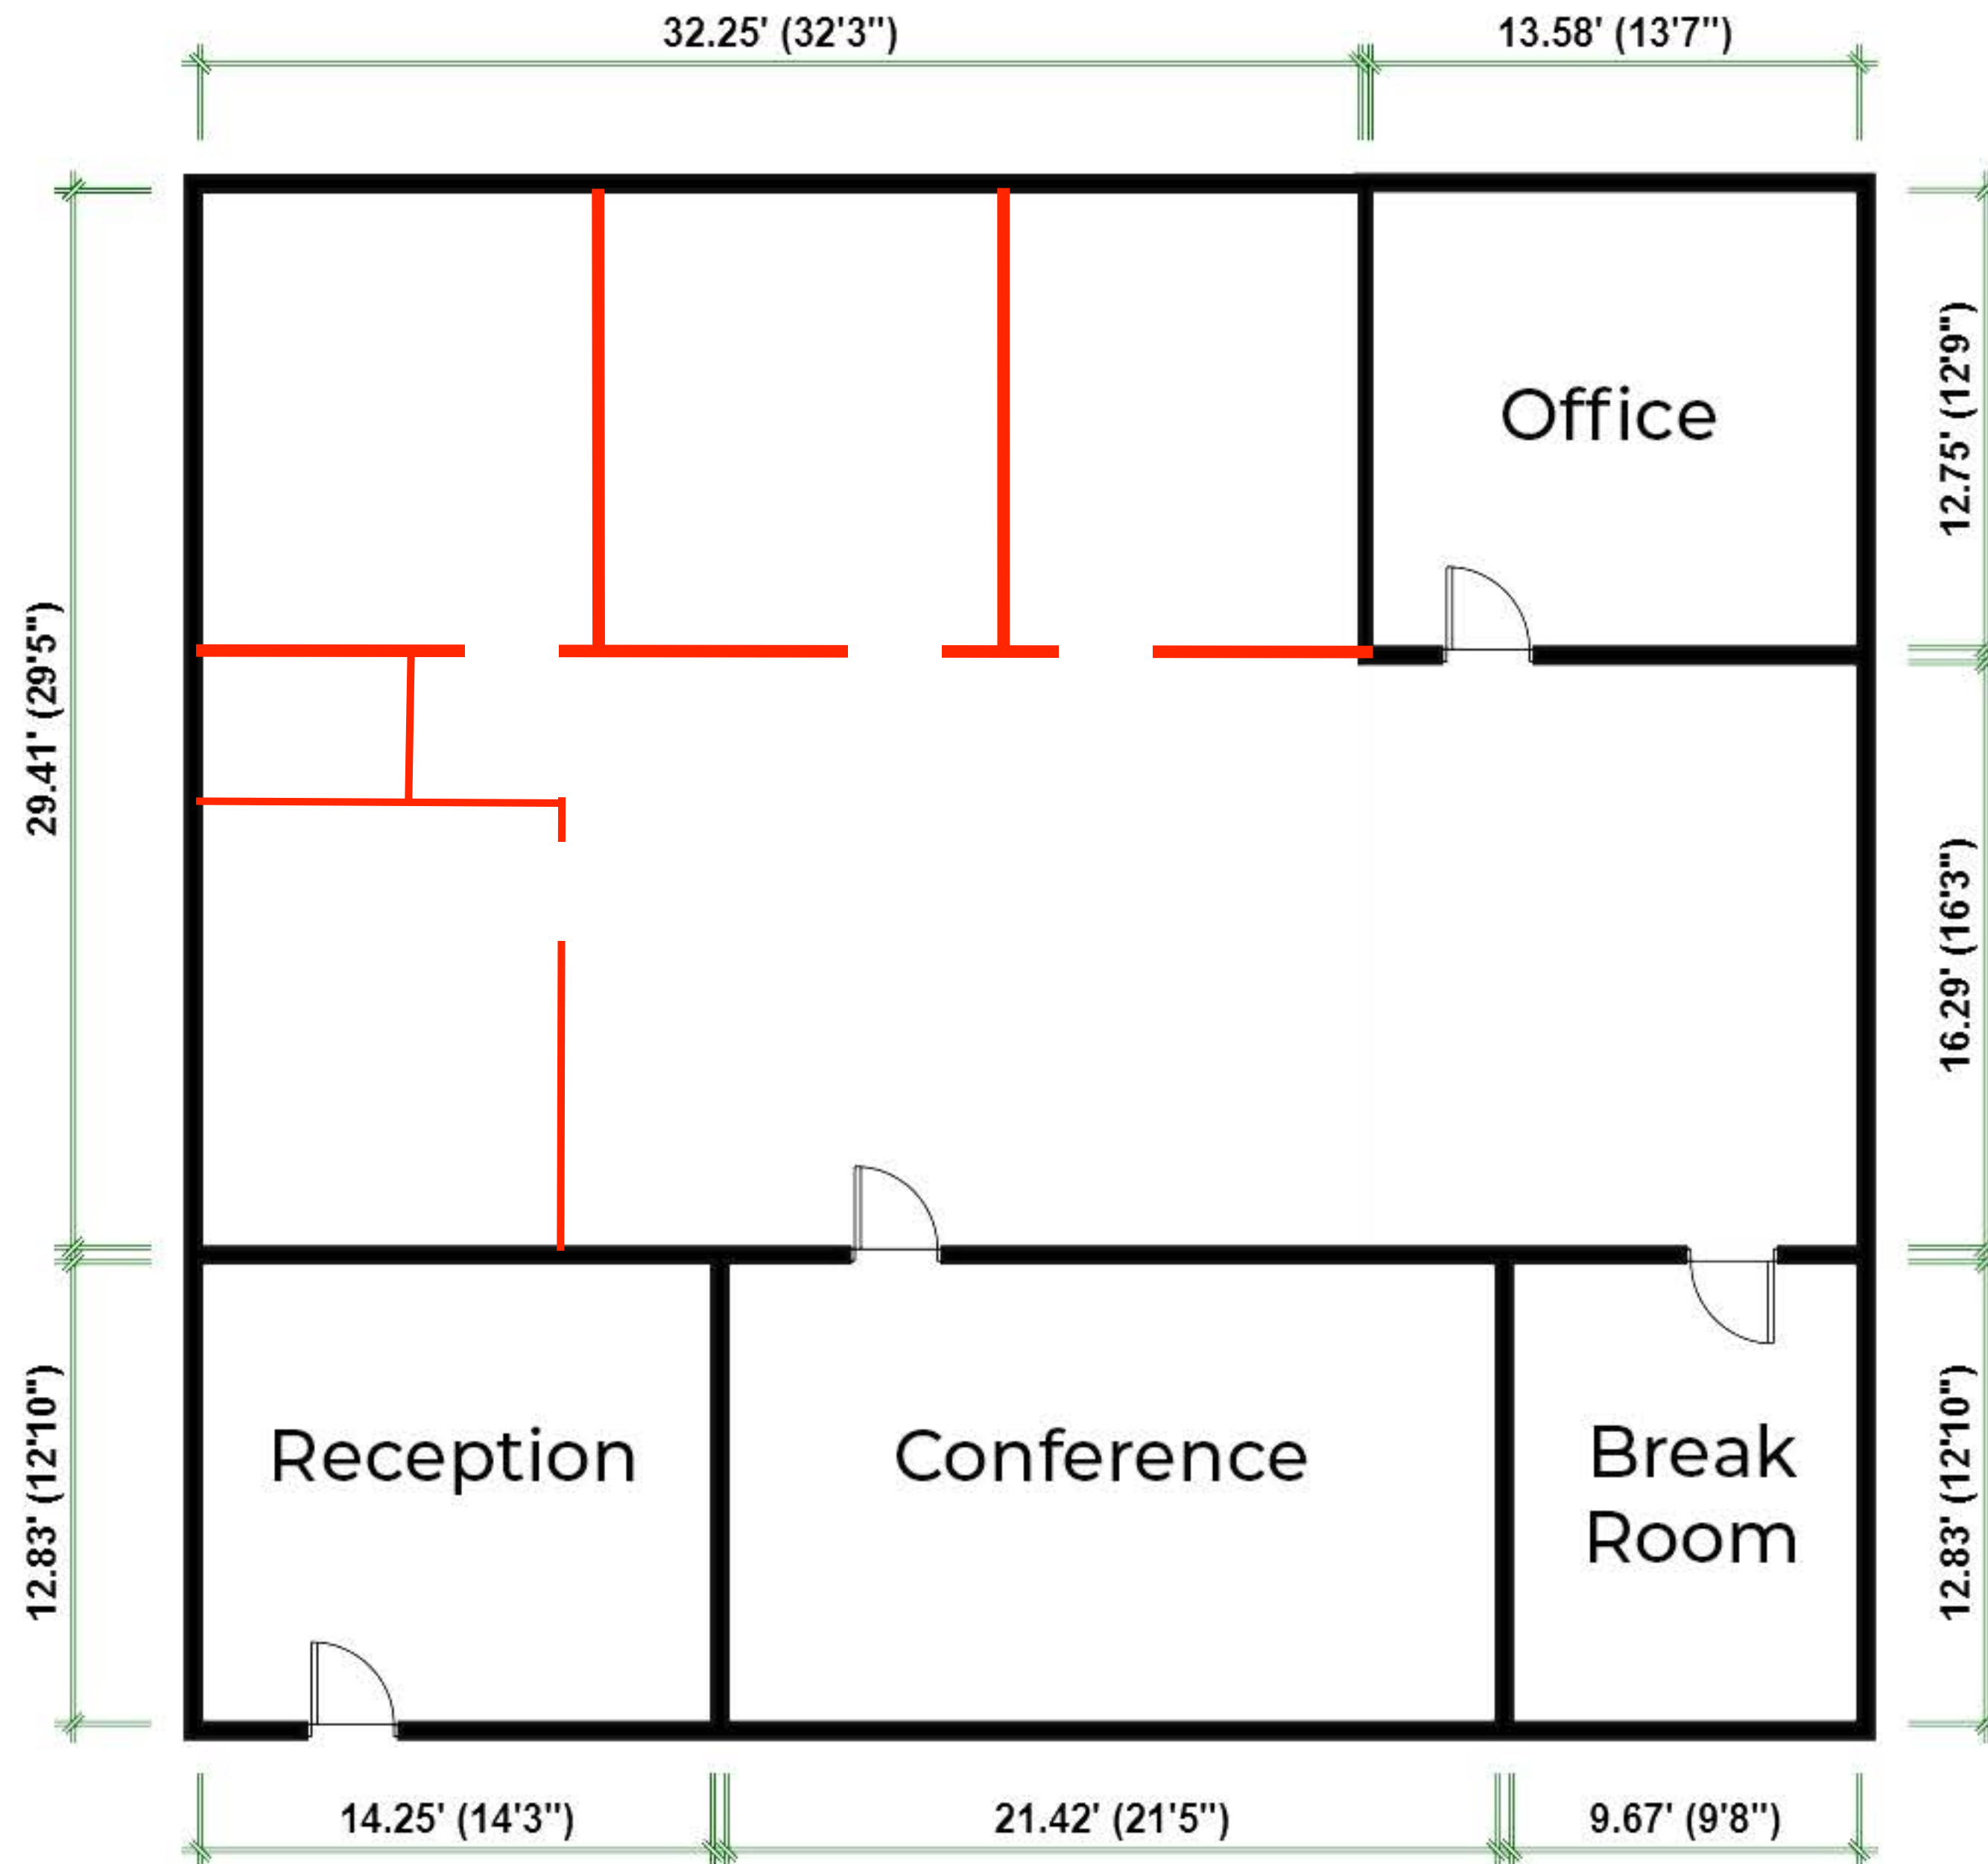 32.25' (32'3")
13.58' (13'7")
12.75' (12'9")
Office
29.41' (29'5")
16.29' (16'3")
12.83' (12'10")
Reception
Conference
Break
Room
12.83' (12'10")
14.25' (14'3")
21.42' (21'5")
9.67' (9'8")